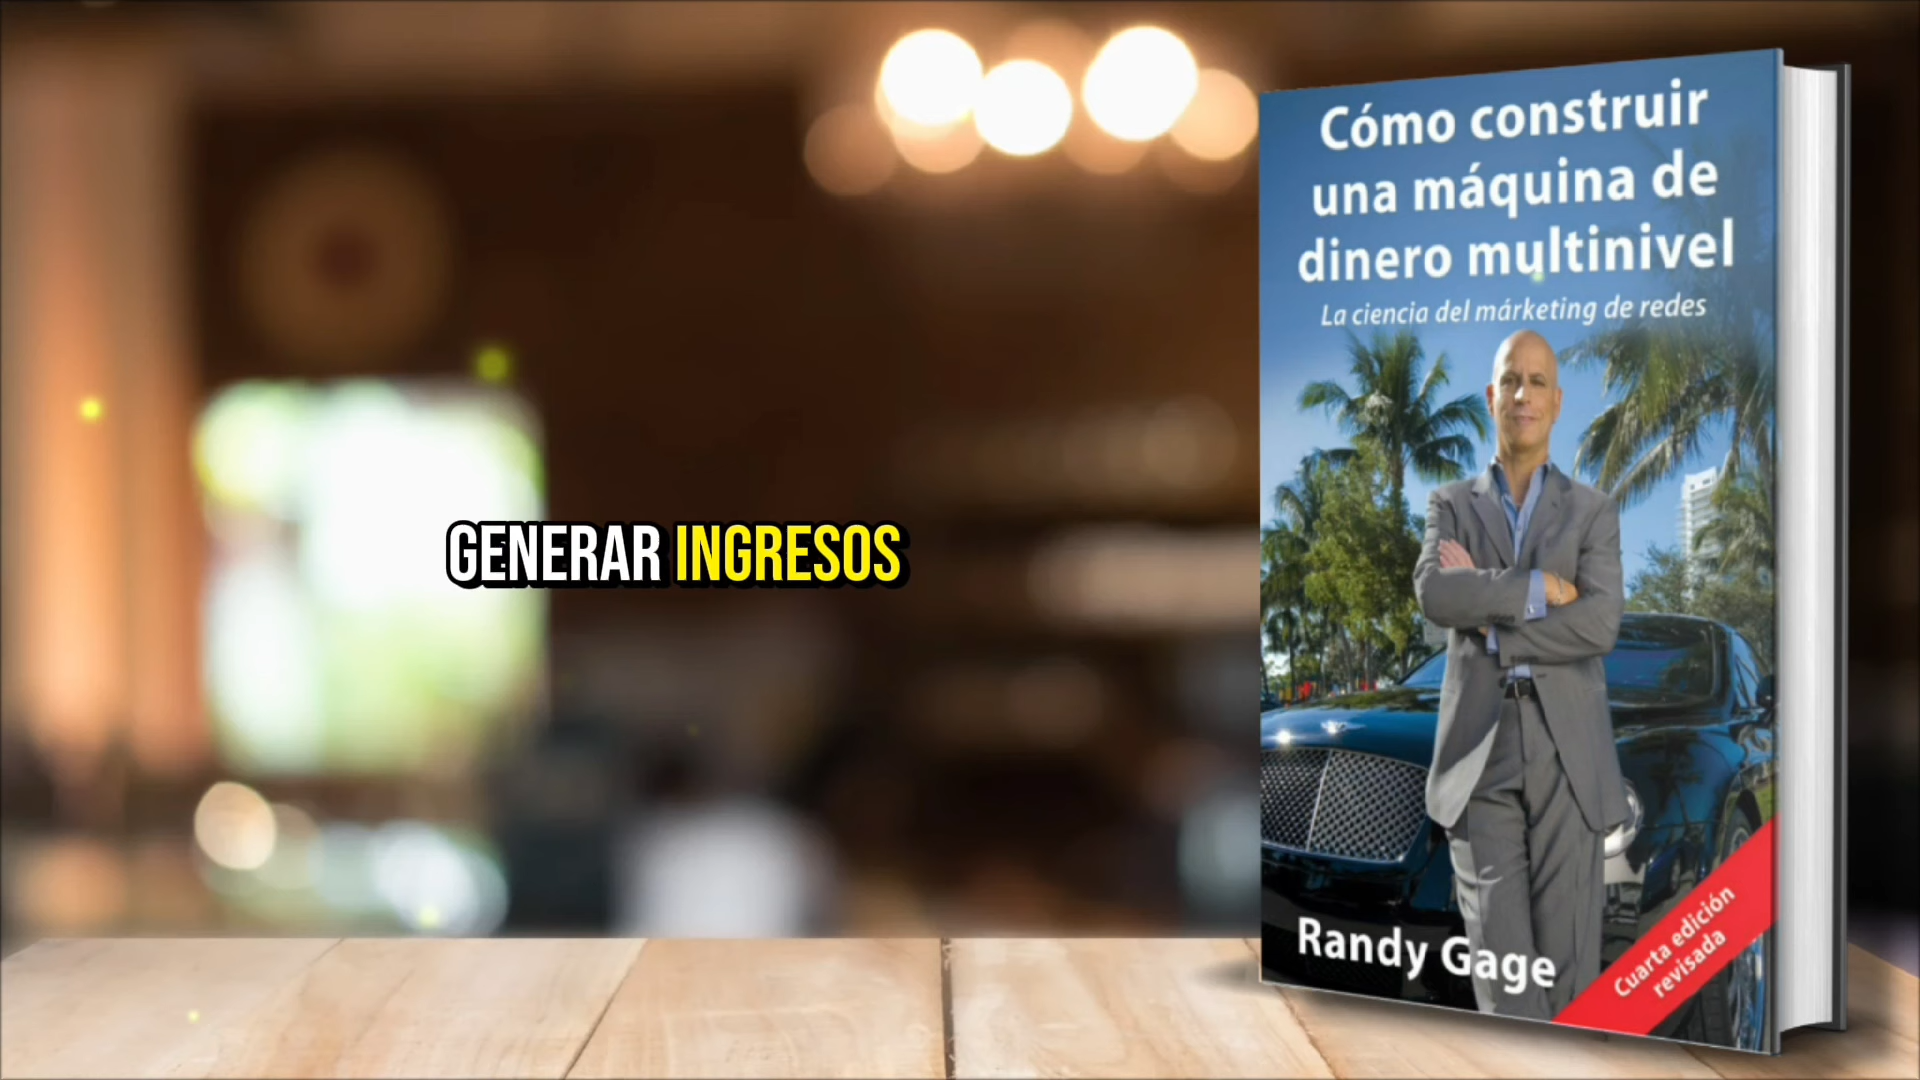 GENERAR INGRESOS
Cómo construir
una máquina de
dinero multinivel
La ciencia del márketing de redes
Randy Gage
Cuarta edición
revisada